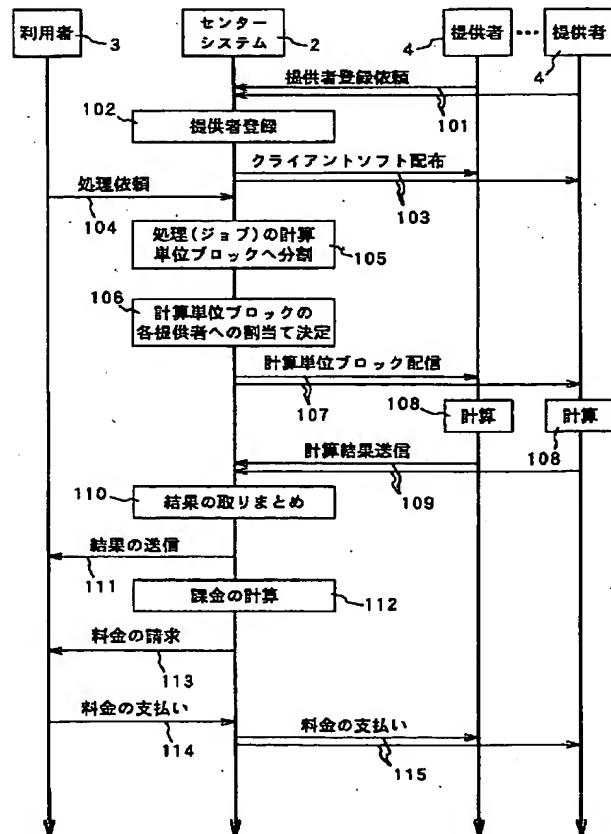 利用者
3
センター
システム
2
4
提供者
…
提供者
4
提供者登録依頼
101
102
提供者登録
クライアントソフト配布
103
処理依頼
104
処理(ジョブ)の計算
単位ブロックへ分割
105
106
計算単位ブロックの
各提供者への割当て決定
計算単位ブロック配信
107
108
計算
計算
108
計算結果送信
109
110
結果の取りまとめ
結果の送信
111
課金の計算
112
料金の請求
113
料金の支払い
114
料金の支払い
115